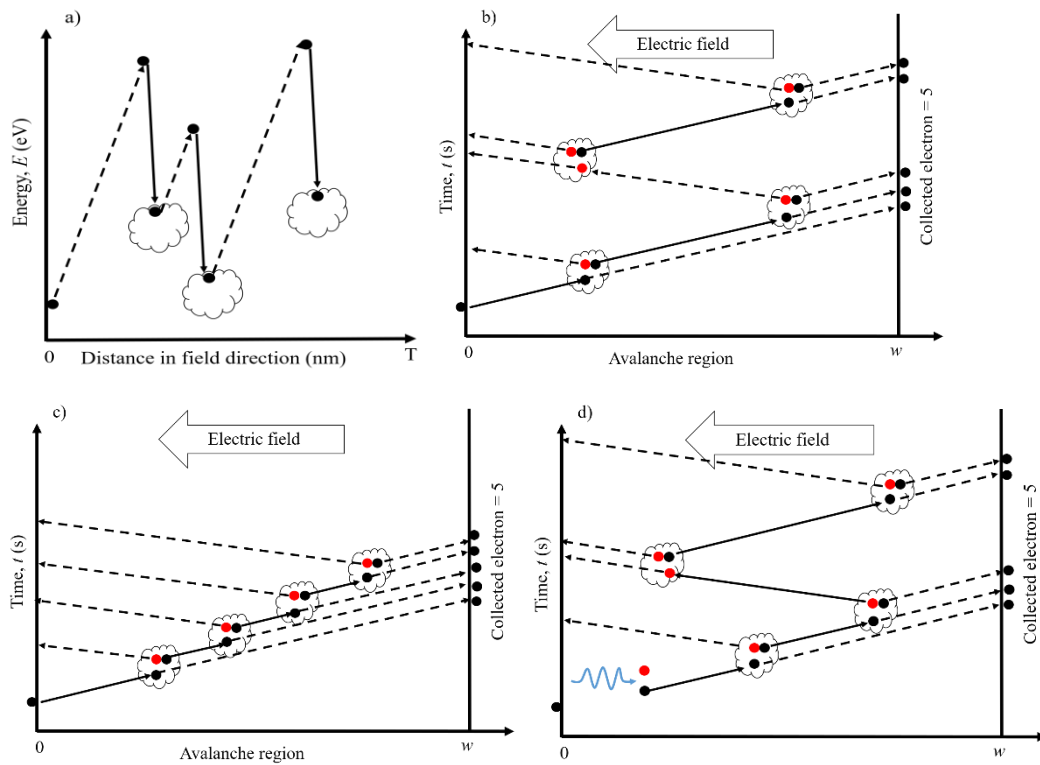 a)
Energy, E (eV)
0
Distance in field direction (nm)
T
b)
Electric field
Time, t (s)
Collected electron = 5
0
Avalanche region
w
c)
Electric field
Time, t (s)
Collected electron = 5
0
Avalanche region
w
d)
Electric field
Time, t (s)
Collected electron = 5
0
w